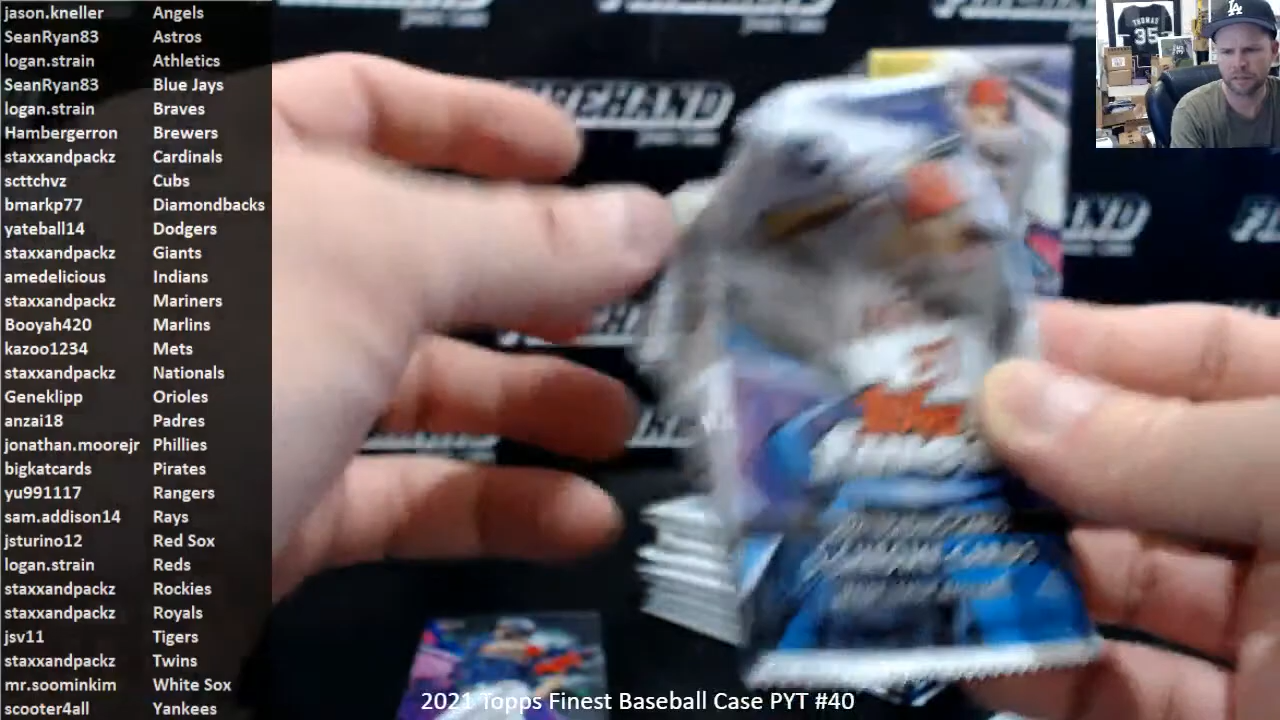 jason.kneller Angels
SeanRyan83 Astros
logan.strain Athletics
SeanRyan83 Blue Jays
logan.strain Braves
Hambergerron Brewers
staxxandpackz Cardinals
scttchvz Cubs
bmarkp77 Diamondbacks
yateball14 Dodgers
staxxandpackz Giants
amedelicious Indians
staxxandpackz Mariners
Booyah420 Marlins
kazoo1234 Mets
staxxandpackz Nationals
Geneklipp Orioles
anzai18 Padres
jonathan.moorejr Phillies
bigkatcards Pirates
yu991117 Rangers
sam.addison14 Rays
jsturino12 Red Sox
logan.strain Reds
staxxandpackz Rockies
staxxandpackz Royals
jsv11 Tigers
staxxandpackz Twins
mr.soominkim White Sox
scooter4all Yankees
THOMAS
35
LA
2021 Topps Finest Baseball Case PYT #40